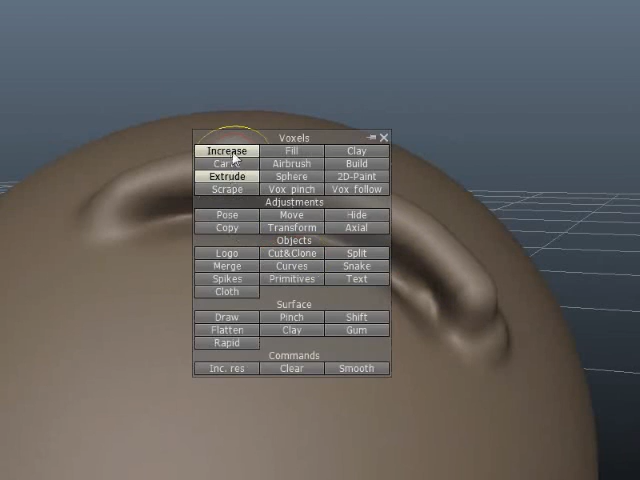 Voxels
Increase Fill Clay
Carve Airbrush Build
Extrude Sphere 2D-Paint
Scrape Vox pinch Vox follow
Adjustments
Pose Move Hide
Copy Transform Axial
Objects
Logo Cut&Clone Split
Merge Curves Snake
Spikes Primitives Text
Cloth
Surface
Draw Pinch Shift
Flatten Clay Gum
Rapid
Commands
Inc. res Clear Smooth